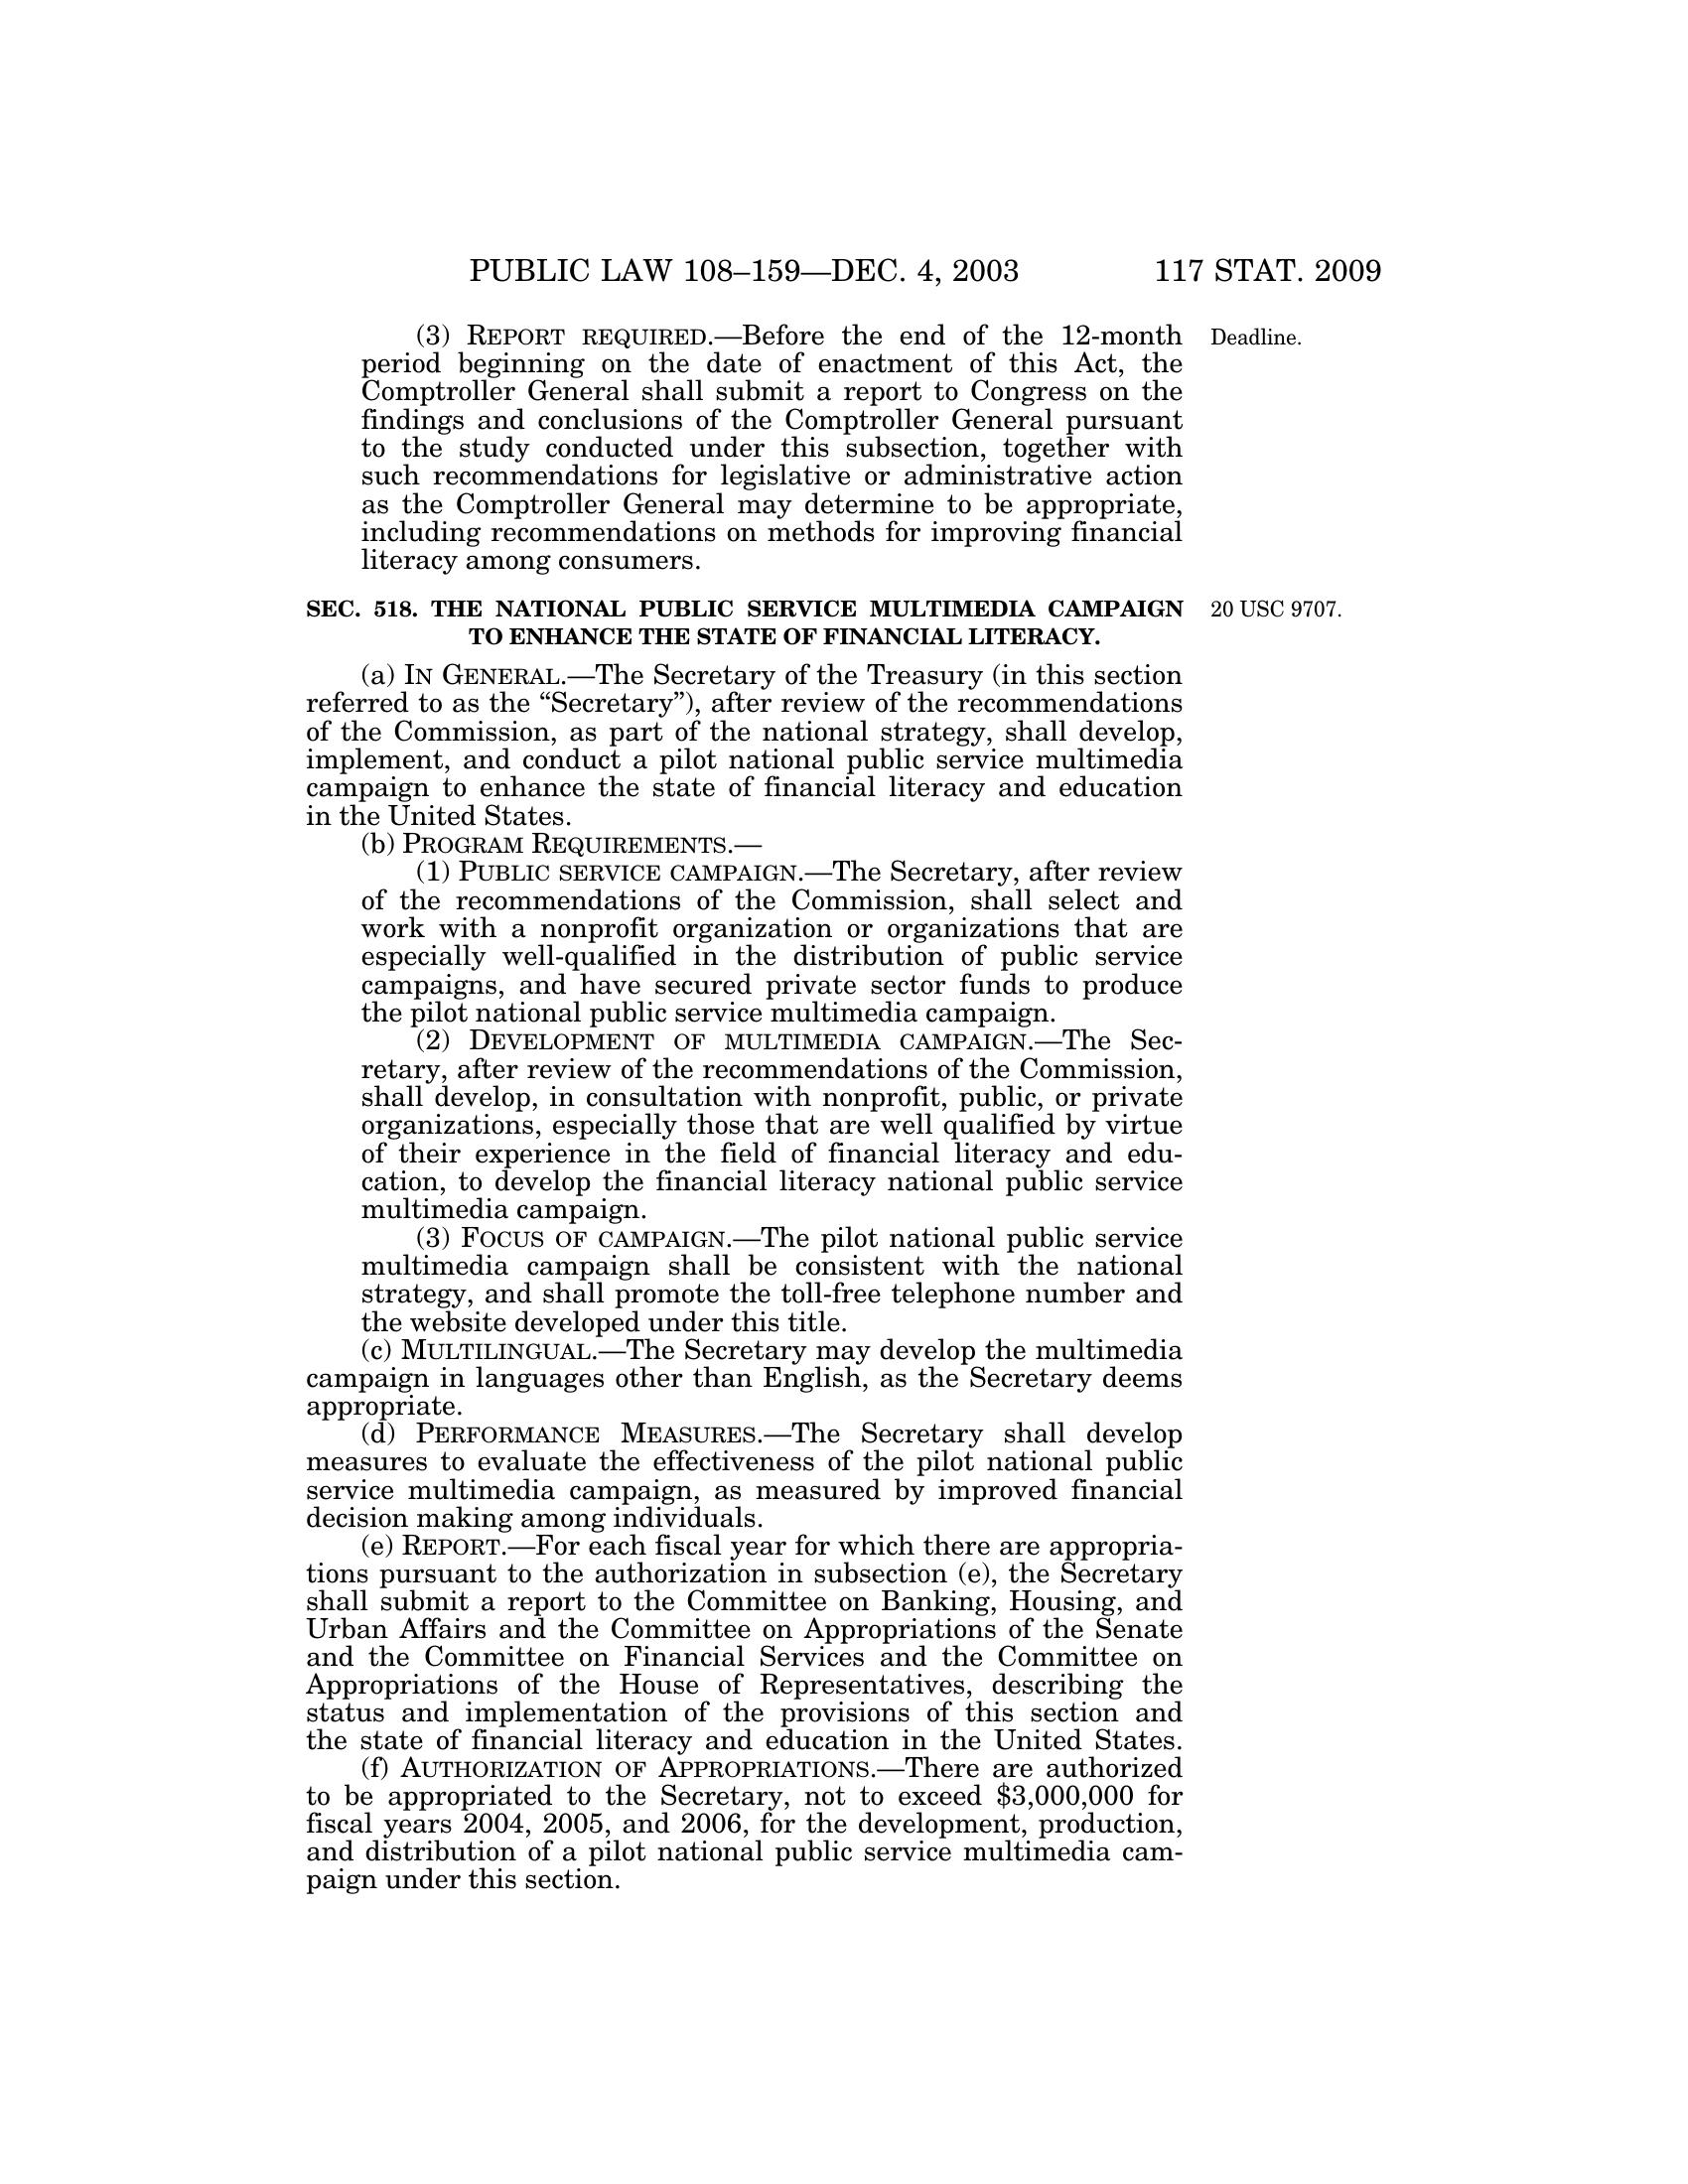 PUBLIC LAW 108–159—DEC. 4, 2003 117 STAT. 2009
(3) REPORT REQUIRED.—Before the end of the 12-month
period beginning on the date of enactment of this Act, the
Comptroller General shall submit a report to Congress on the
findings and conclusions of the Comptroller General pursuant
to the study conducted under this subsection, together with
such recommendations for legislative or administrative action
as the Comptroller General may determine to be appropriate,
including recommendations on methods for improving financial
literacy among consumers.
Deadline.
SEC. 518. THE NATIONAL PUBLIC SERVICE MULTIMEDIA CAMPAIGN
TO ENHANCE THE STATE OF FINANCIAL LITERACY.
20 USC 9707.
(a) IN GENERAL.—The Secretary of the Treasury (in this section
referred to as the “Secretary”), after review of the recommendations
of the Commission, as part of the national strategy, shall develop,
implement, and conduct a pilot national public service multimedia
campaign to enhance the state of financial literacy and education
in the United States.
(b) PROGRAM REQUIREMENTS.—
(1) PUBLIC SERVICE CAMPAIGN.—The Secretary, after review
of the recommendations of the Commission, shall select and
work with a nonprofit organization or organizations that are
especially well-qualified in the distribution of public service
campaigns, and have secured private sector funds to produce
the pilot national public service multimedia campaign.
(2) DEVELOPMENT OF MULTIMEDIA CAMPAIGN.—The Sec-
retary, after review of the recommendations of the Commission,
shall develop, in consultation with nonprofit, public, or private
organizations, especially those that are well qualified by virtue
of their experience in the field of financial literacy and edu-
cation, to develop the financial literacy national public service
multimedia campaign.
(3) FOCUS OF CAMPAIGN.—The pilot national public service
multimedia campaign shall be consistent with the national
strategy, and shall promote the toll-free telephone number and
the website developed under this title.
(c) MULTILINGUAL.—The Secretary may develop the multimedia
campaign in languages other than English, as the Secretary deems
appropriate.
(d) PERFORMANCE MEASURES.—The Secretary shall develop
measures to evaluate the effectiveness of the pilot national public
service multimedia campaign, as measured by improved financial
decision making among individuals.
(e) REPORT.—For each fiscal year for which there are appropria-
tions pursuant to the authorization in subsection (e), the Secretary
shall submit a report to the Committee on Banking, Housing, and
Urban Affairs and the Committee on Appropriations of the Senate
and the Committee on Financial Services and the Committee on
Appropriations of the House of Representatives, describing the
status and implementation of the provisions of this section and
the state of financial literacy and education in the United States.
(f) AUTHORIZATION OF APPROPRIATIONS.—There are authorized
to be appropriated to the Secretary, not to exceed $3,000,000 for
fiscal years 2004, 2005, and 2006, for the development, production,
and distribution of a pilot national public service multimedia cam-
paign under this section.